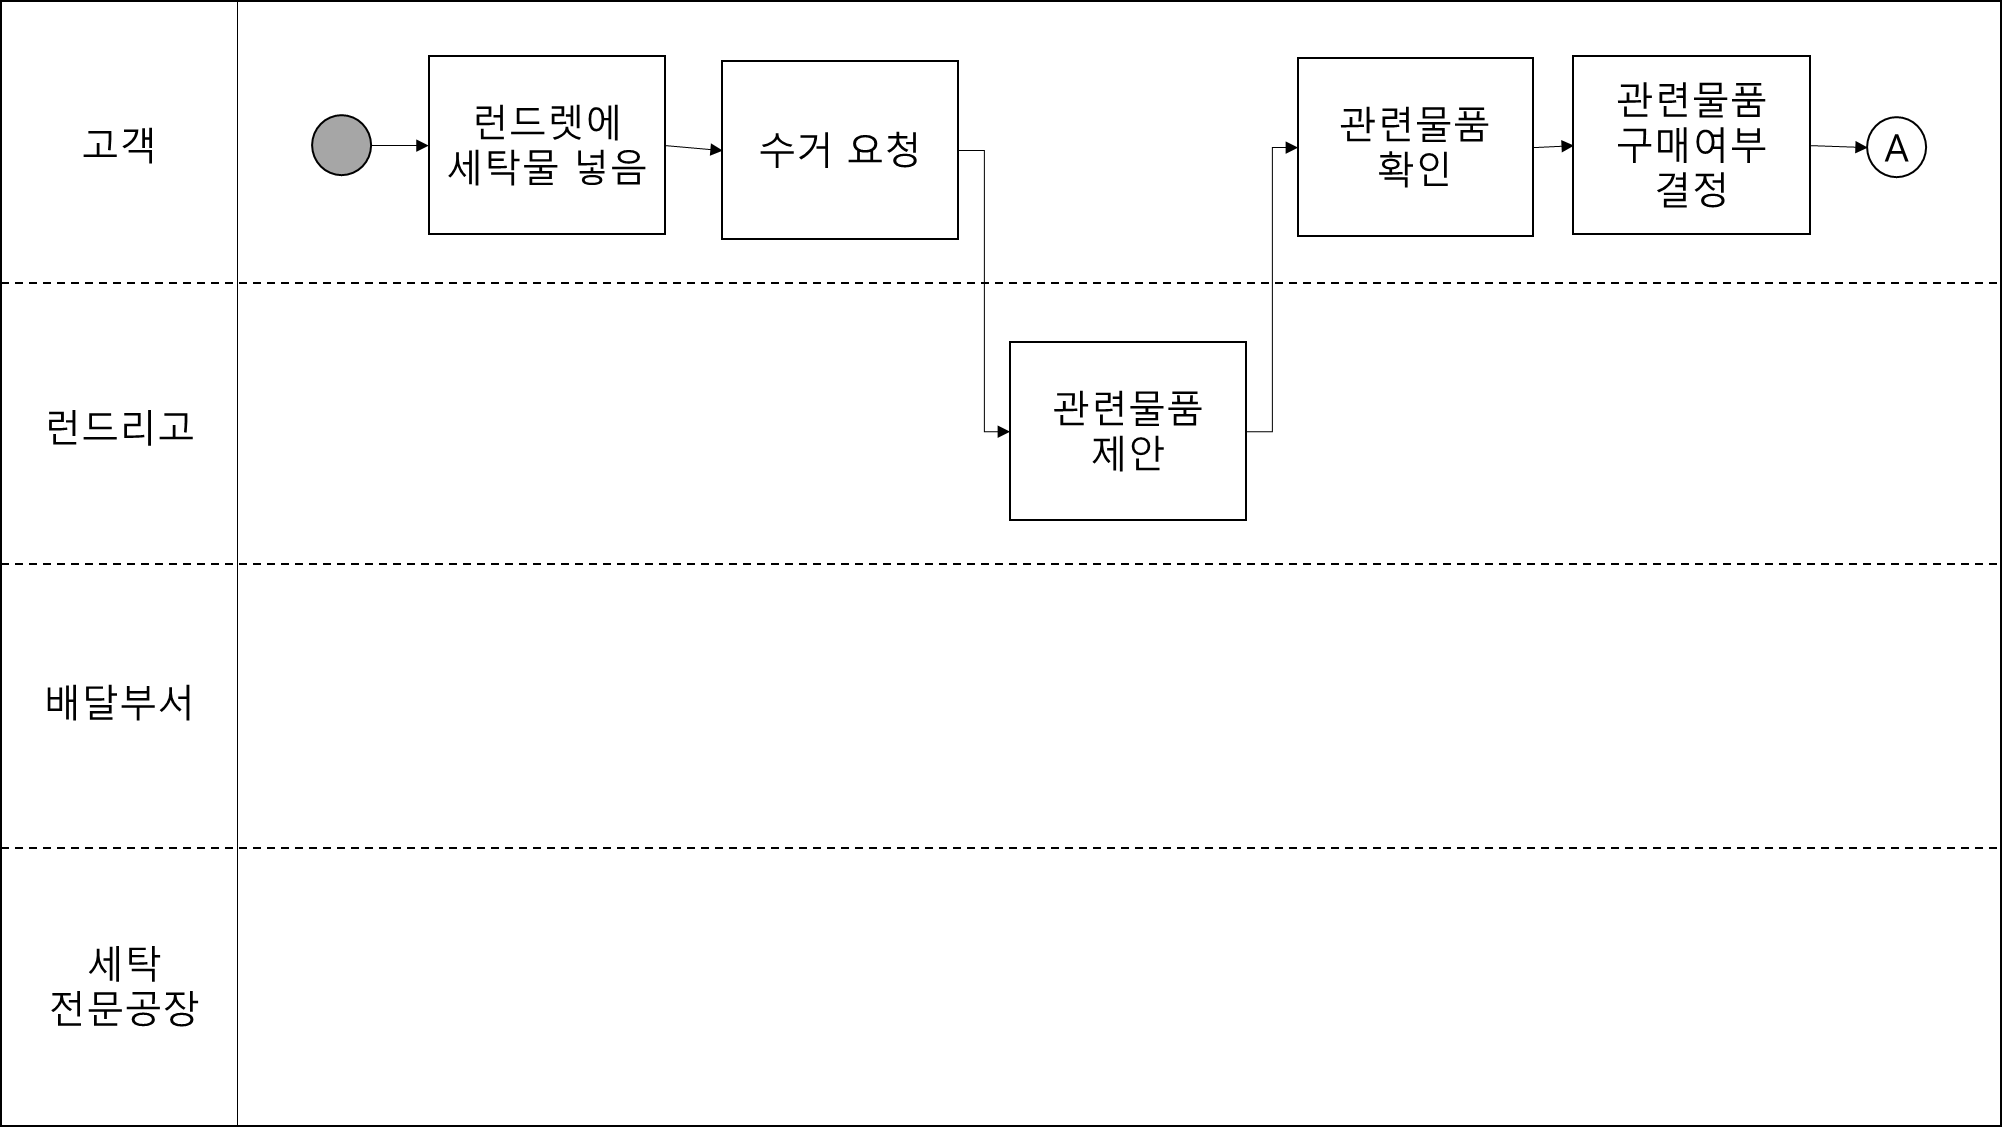 고객
런드렛에
세탁물 넣음
수거 요청
관련물품
확인
관련물품
구매여부
결정
A
런드리고
관련물품
제안
배달부서
세탁
전문공장